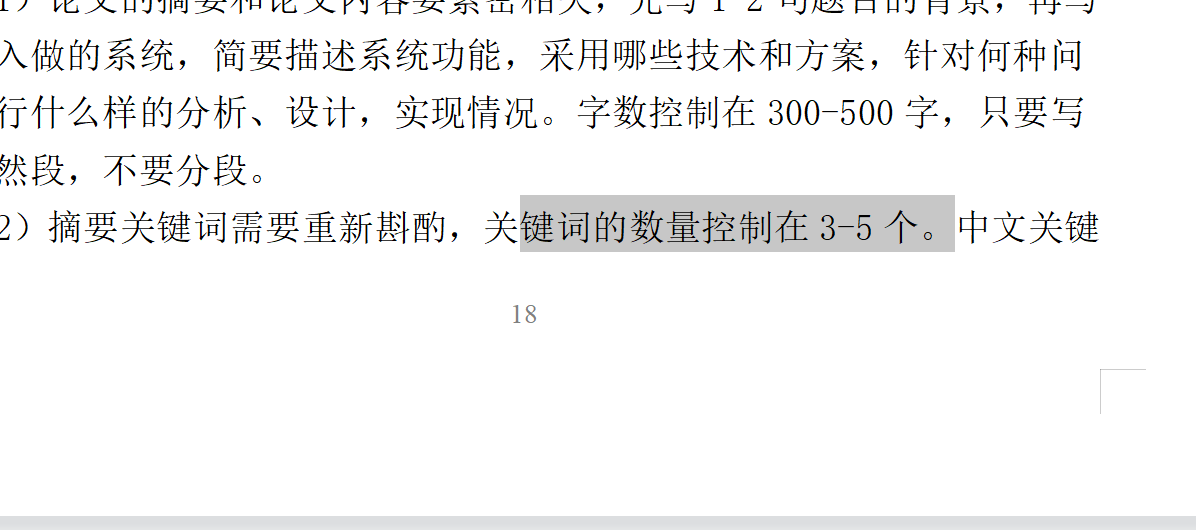 1）论文的摘要和论文内容要紧密相关，先写 1-2 句题目的背景，再写
入做的系统，简要描述系统功能，采用哪些技术和方案，针对何种问
行什么样的分析、设计，实现情况。字数控制在 300-500 字，只要写
然段，不要分段。
2）摘要关键词需要重新斟酌，关键词的数量控制在 3-5 个。中文关键
18